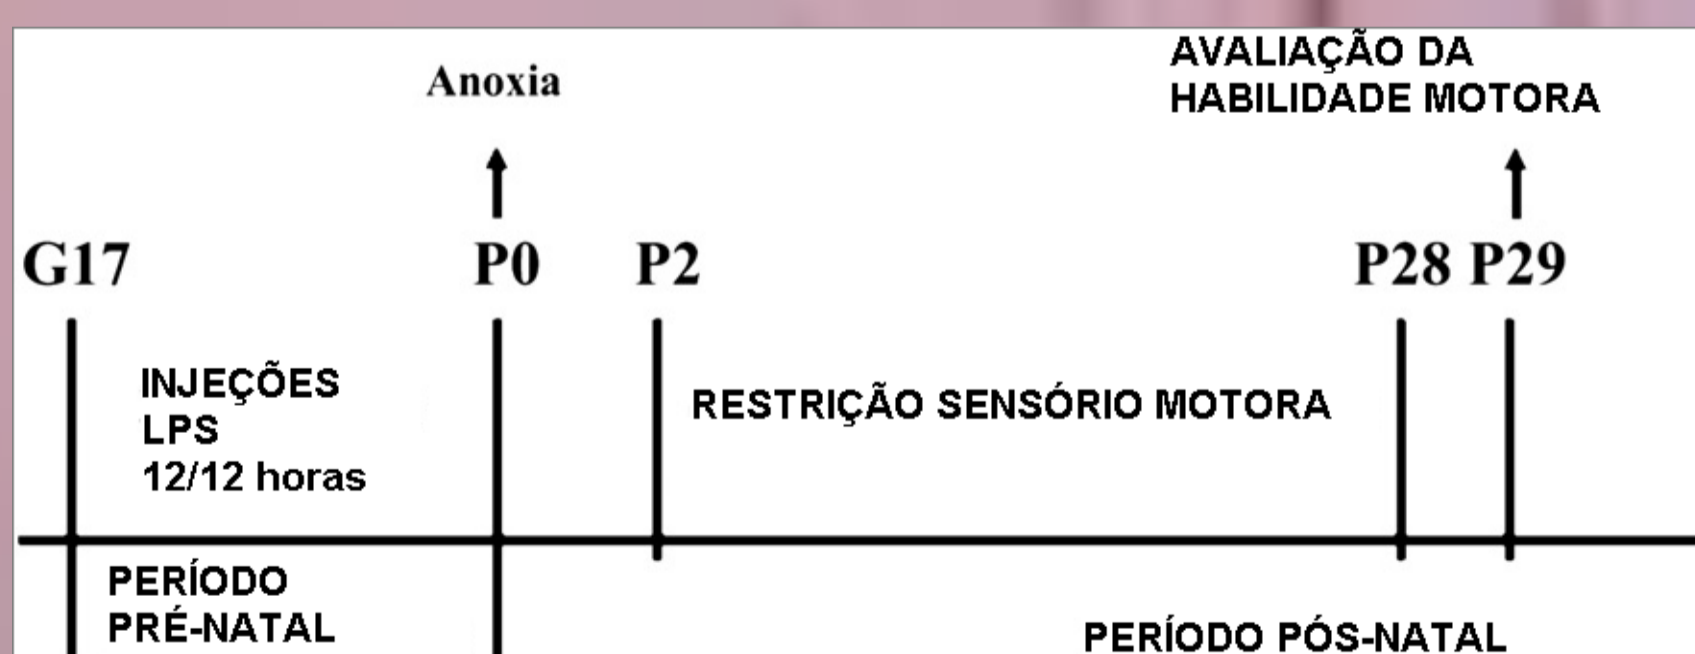 Anoxia
AVALIAÇÃO DA
HABILIDADE MOTORA
G17
P0
P2
P28
P29
INJEÇÕES
LPS
12/12 horas
RESTRIÇÃO SENSÓRIO MOTORA
PERÍODO
PRÉ-NATAL
PERÍODO PÓS-NATAL